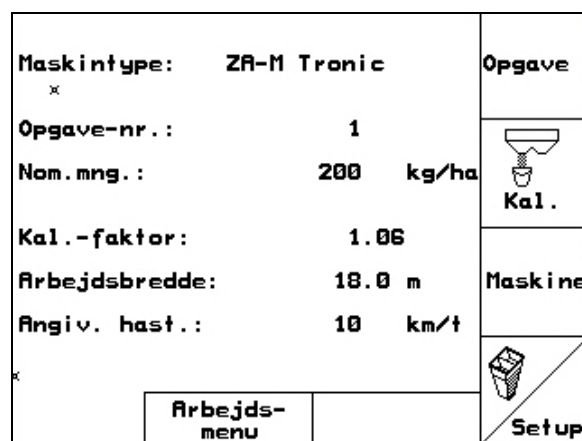 Maskintype: ZA-M Tronic
Opgave
Opgave-nr.: 1
Nom.mng.: 200 kg/ha
Kal.
Kal.-faktor: 1.06
Arbejdsbredde: 18.0 m
Maskine
Angiv. hast.: 10 km/t
Arbejds-
menu
Setup